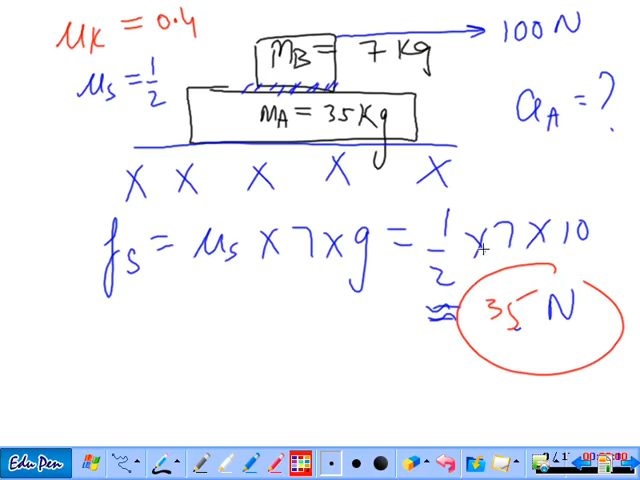 μK = 0.4
MB = 7 Kg
100 N
μs = 1/2
MA = 35 Kg
aA = ?
X X X X X
fs = μs × 7 × g = 1/2 × 7 × 10
≈ 35 N
Edu Pen